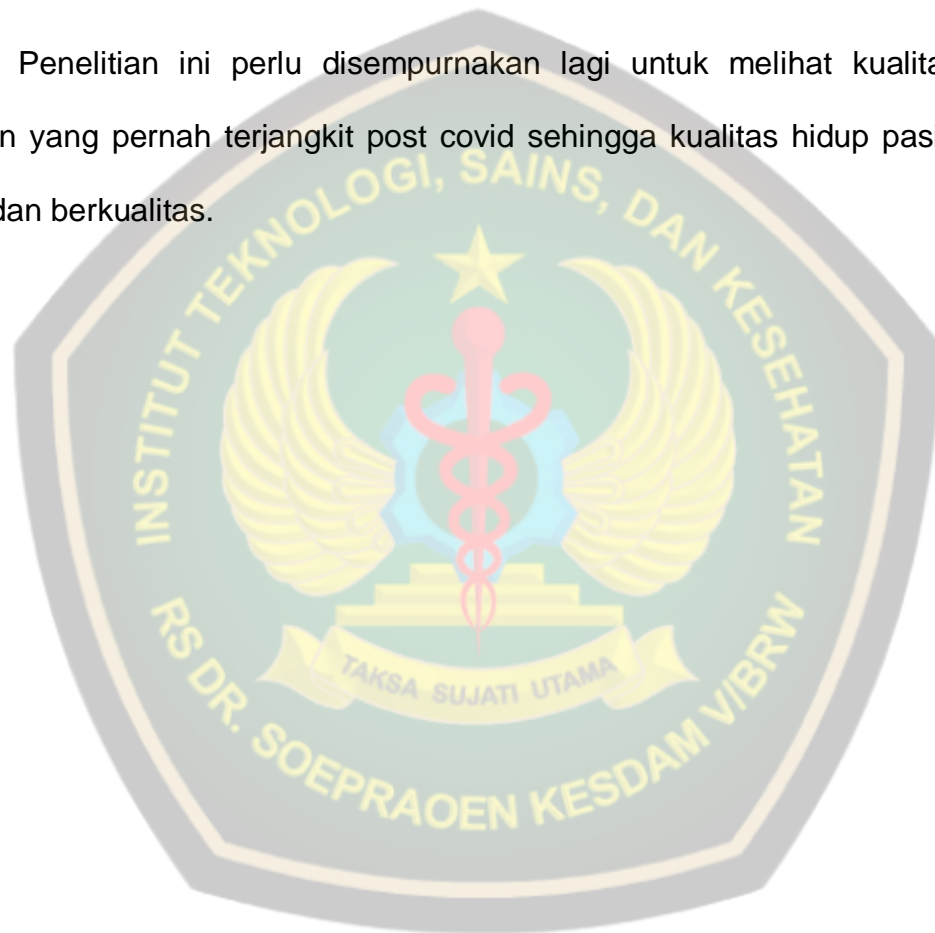 Penelitian ini perlu disempurnakan lagi untuk melihat kualita
n yang pernah terjangkit post covid sehingga kualitas hidup pasi
dan berkualitas.
INSTITUT TEKNOLOGI, SAINS, DAN KESEHATAN
TAKSA SUJATI UTAMA
RS DR. SOEPRAOEN KESDAM V/BRW